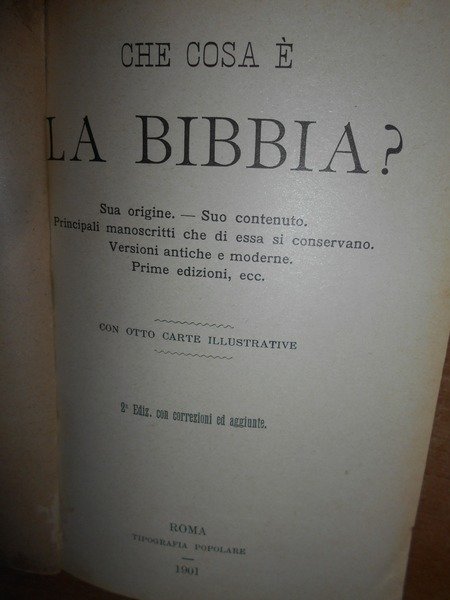 CHE COSA È
LA BIBBIA?
Sua origine. — Suo contenuto.
Principali manoscritti che di essa si conservano.
Versioni antiche e moderne.
Prime edizioni, ecc.
CON OTTO CARTE ILLUSTRATIVE
2ª Ediz. con correzioni ed aggiunte.
ROMA
TIPOGRAFIA POPOLARE
1901